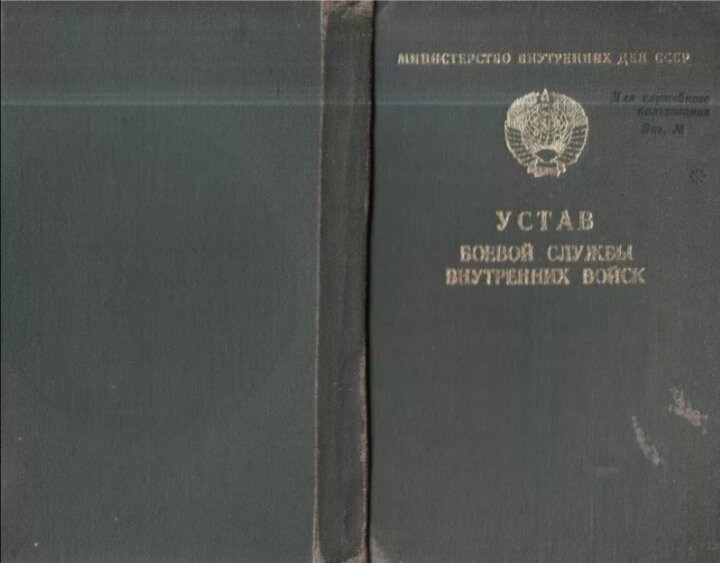 МИНИСТЕРСТВО ВНУТРЕННИХ ДЕЛ СССР
Для служебного
пользования
Экз. №
УСТАВ
БОЕВОЙ СЛУЖБЫ
ВНУТРЕННИХ ВОЙСК